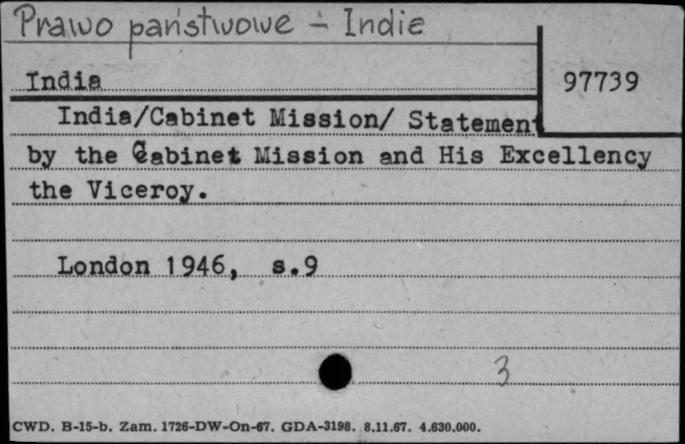 Prawo państwowe - Indie
India
97739
India/Cabinet Mission/ Statement
by the Cabinet Mission and His Excellency
the Viceroy.
London 1946, s.9
3
CWD. B-15-b. Zam. 1726-DW-On-67. GDA-3198. 8.11.67. 4.630.000.